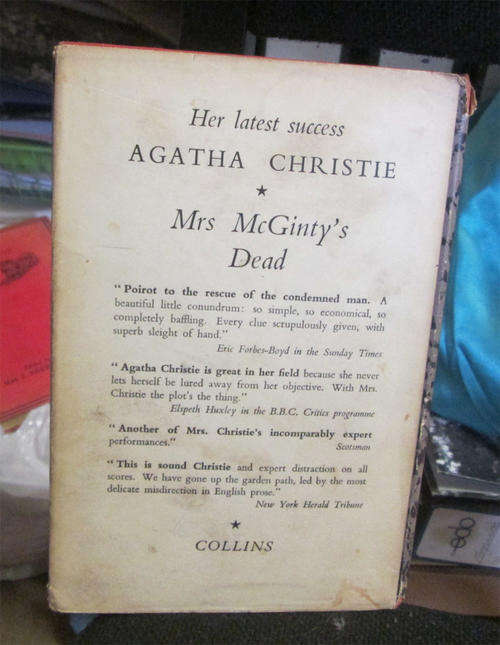 Her latest success
AGATHA CHRISTIE
Mrs McGinty's
Dead
"Poirot to the rescue of the condemned man. A
beautiful little conundrum: so simple, so economical, so
completely baffling. Every clue scrupulously given, with
superb sleight of hand."
Eric Forbes-Boyd in the Sunday Times
"Agatha Christie is great in her field because she never
lets herself be lured away from her objective. With Mrs.
Christie the plot's the thing."
Elspeth Huxley in the B.B.C. Critics programme
"Another of Mrs. Christie's incomparably expert
performances."
Scotsman
"This is sound Christie and expert distraction on all
scores. We have gone up the garden path, led by the most
delicate misdirection in English prose."
New York Herald Tribune
COLLINS